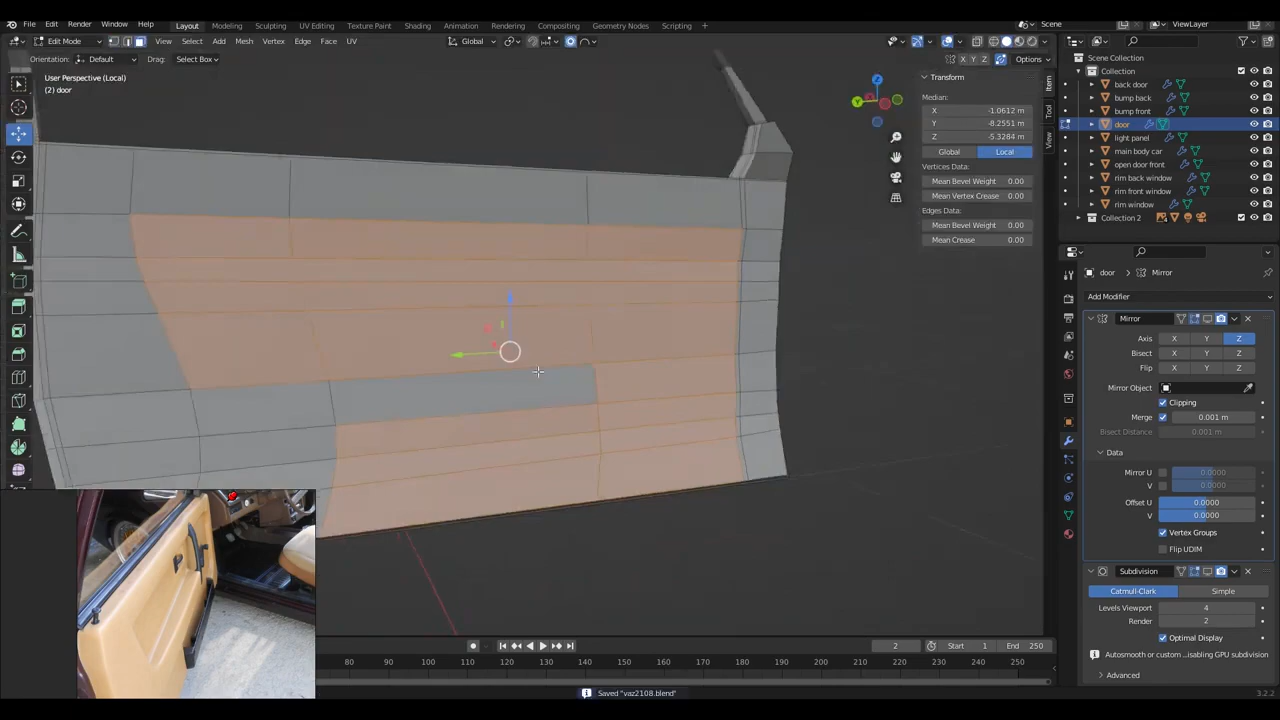 File Edit Render Window Help Layout Modeling Sculpting UV Editing Texture Paint Shading Animation Rendering Compositing Geometry Nodes Scripting + Scene ViewLayer
Edit Mode View Select Add Mesh Vertex Edge Face UV Global
Orientation: Default Drag: Select Box X Y Z Options
User Perspective (Local)
(2) door
Transform
Median:
X -1.0612 m
Y -8.2551 m
Z -5.3284 m
Global Local
Vertices Data:
Mean Bevel Weight 0.00
Mean Vertex Crease 0.00
Edges Data:
Mean Bevel Weight 0.00
Mean Crease 0.00
Item
Tool
View
Z
Y
Scene Collection
Collection
back door
bump back
bump front
door
light panel
main body car
open door front
rim back window
rim front window
rim window
Collection 2
door > Mirror
Add Modifier
Mirror
Axis X Y Z
Bisect X Y Z
Flip X Y Z
Mirror Object
Clipping
Merge 0.001 m
Bisect Distance 0.001 m
Data
Mirror U 0.0000
V 0.0000
Offset U 0.0000
V 0.0000
Vertex Groups
Flip UDIM
Subdivision
Catmull-Clark Simple
Levels Viewport 4
Render 2
Optimal Display
Autosmooth or custom ..isabling GPU subdivision
Advanced
2 Start 1 End 250
80 90 100 110 120 130 140 150 160 170 180 190 200 210 220 230 240 250
Saved "vaz2108.blend"
3.2.2